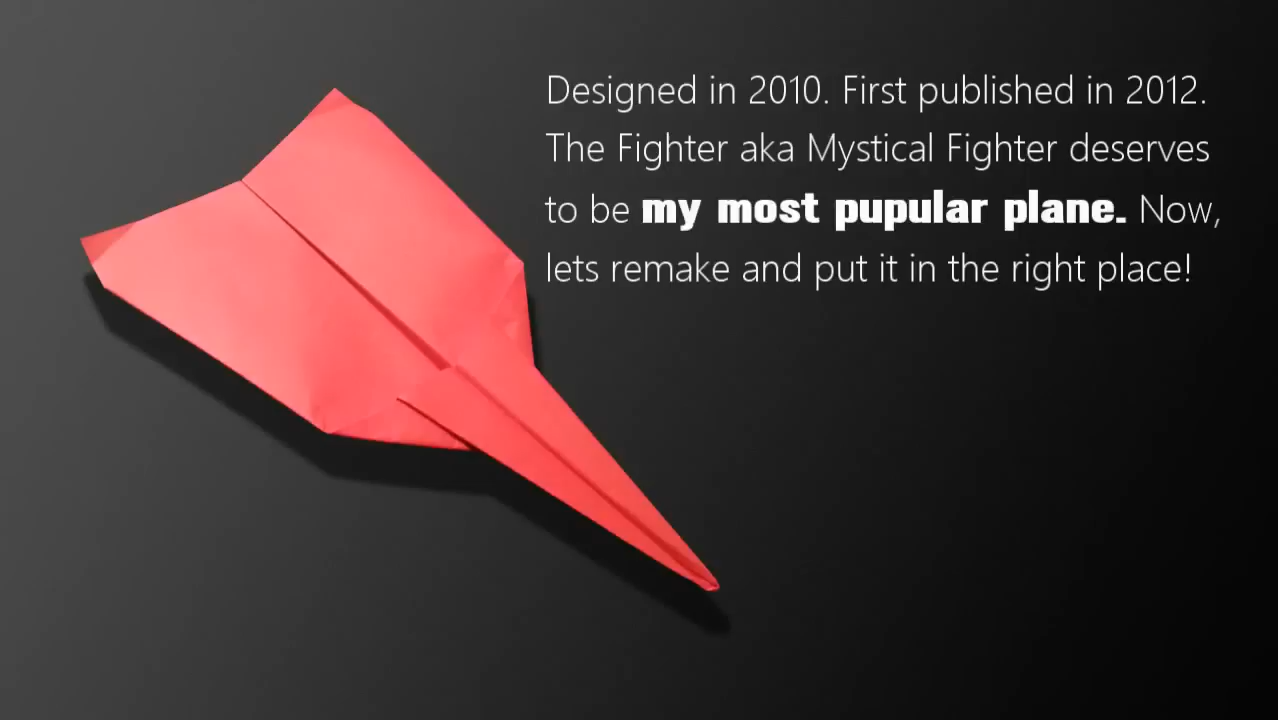 Designed in 2010. First published in 2012.
The Fighter aka Mystical Fighter deserves
to be my most pupular plane. Now,
lets remake and put it in the right place!